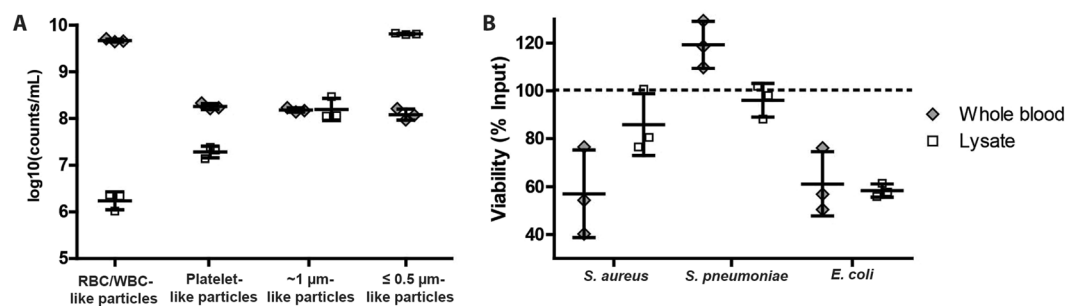 A
log10(counts/mL)
10
9
8
7
6
5
RBC/WBC-
like particles
Platelet-
like particles
~1 µm-
like particles
≤ 0.5 µm-
like particles
B
Viability (% Input)
120
100
80
60
40
S. aureus
S. pneumoniae
E. coli
Whole blood
Lysate